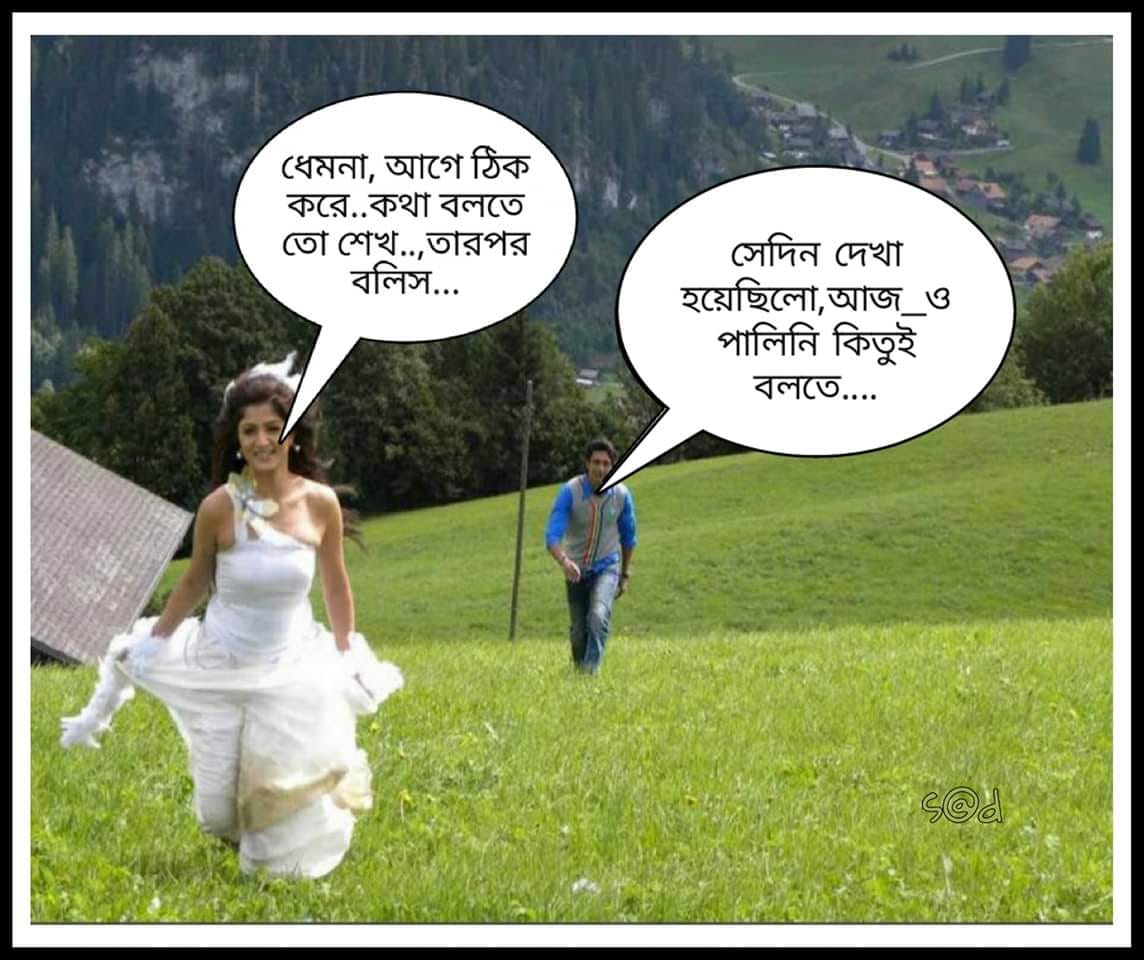 ধেমনা, আগে ঠিক
করে..কথা বলতে
তো শেখ..,তারপর
বলিস...
সেদিন দেখা
হয়েছিলো,আজ_ও
পালিনি কিতুই
বলতে....
s@d